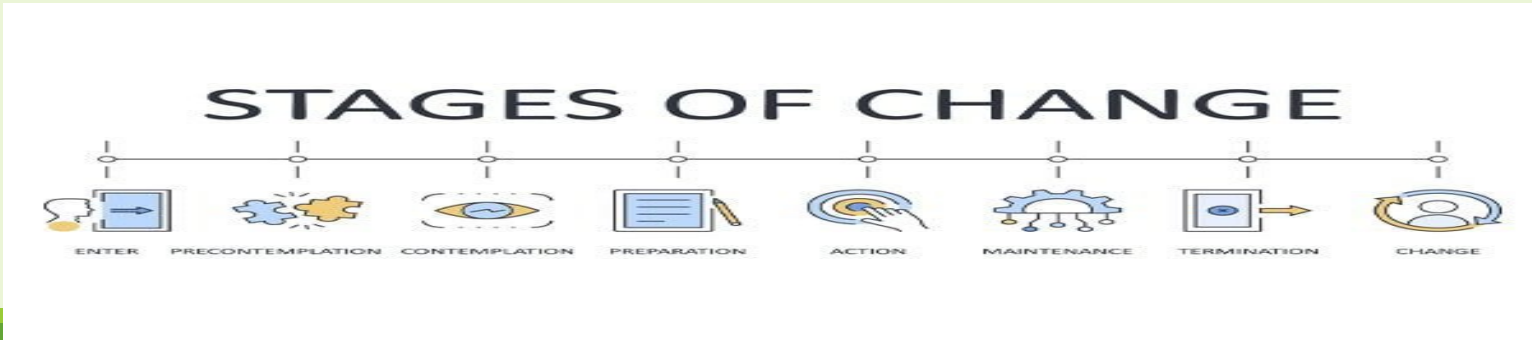 STAGES OF CHANGE
ENTER PRECONTEMPLATION CONTEMPLATION PREPARATION ACTION MAINTENANCE TERMINATION CHANGE